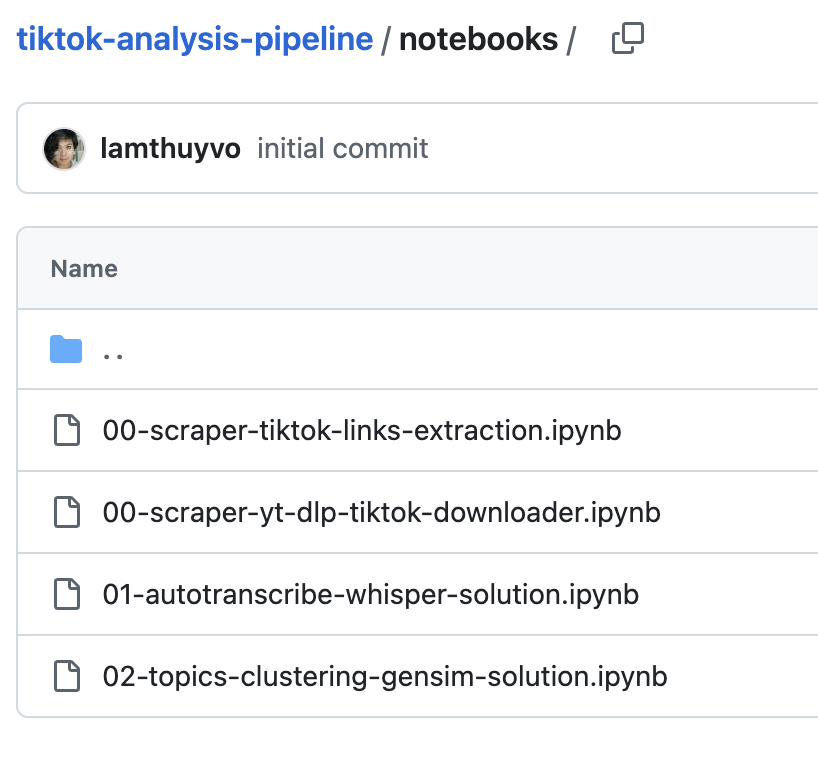 tiktok-analysis-pipeline / notebooks /
lamthuyvo initial commit
Name
..
00-scraper-tiktok-links-extraction.ipynb
00-scraper-yt-dlp-tiktok-downloader.ipynb
01-autotranscribe-whisper-solution.ipynb
02-topics-clustering-gensim-solution.ipynb